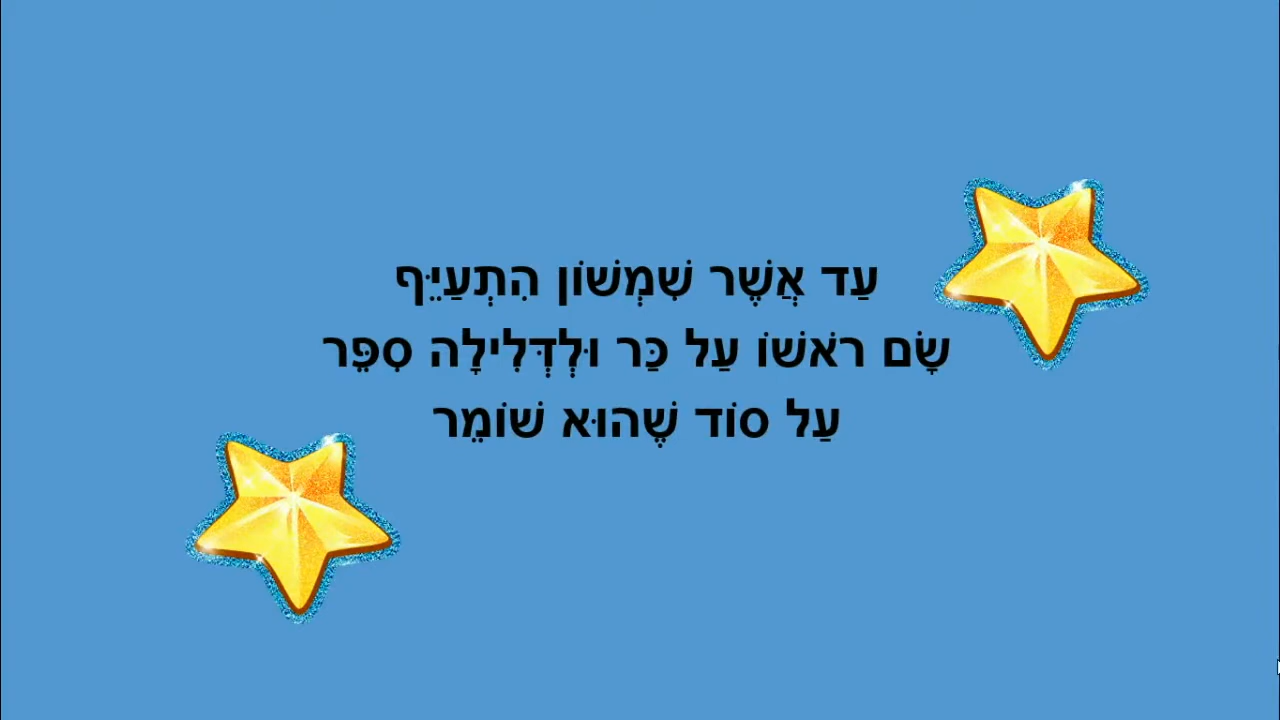 עַד אֲשֶׁר שִׁמְשׁוֹן הִתְעַיֵּף
שָׂם רֹאשׁוֹ עַל כַּר וּלְדְּלִילָה סִפֵּר
עַל סוֹד שֶׁהוּא שׁוֹמֵר